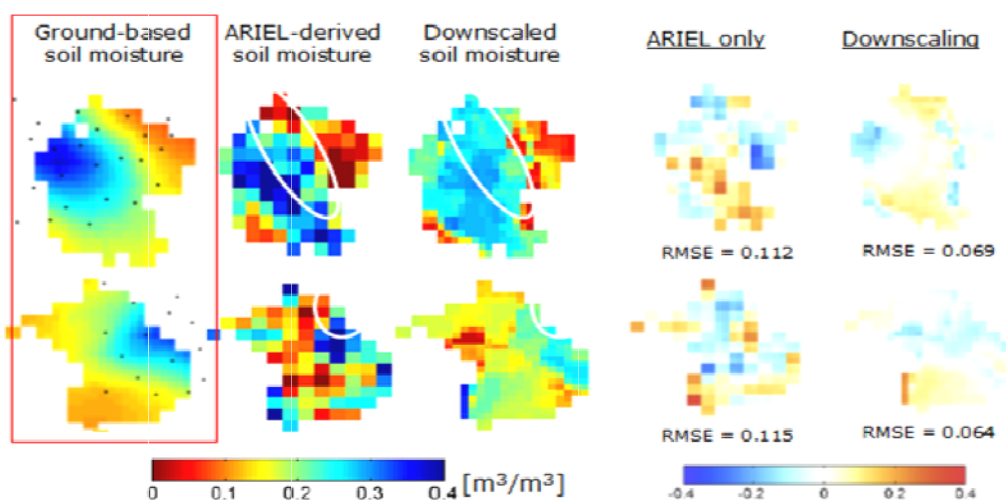 Ground-based
soil moisture
ARIEL-derived
soil moisture
Downscaled
soil moisture
ARIEL only
Downscaling
RMSE = 0.112
RMSE = 0.069
RMSE = 0.115
RMSE = 0.064
0 0.1 0.2 0.3 0.4 [m³/m³]
-0.4 -0.2 0 0.2 0.4